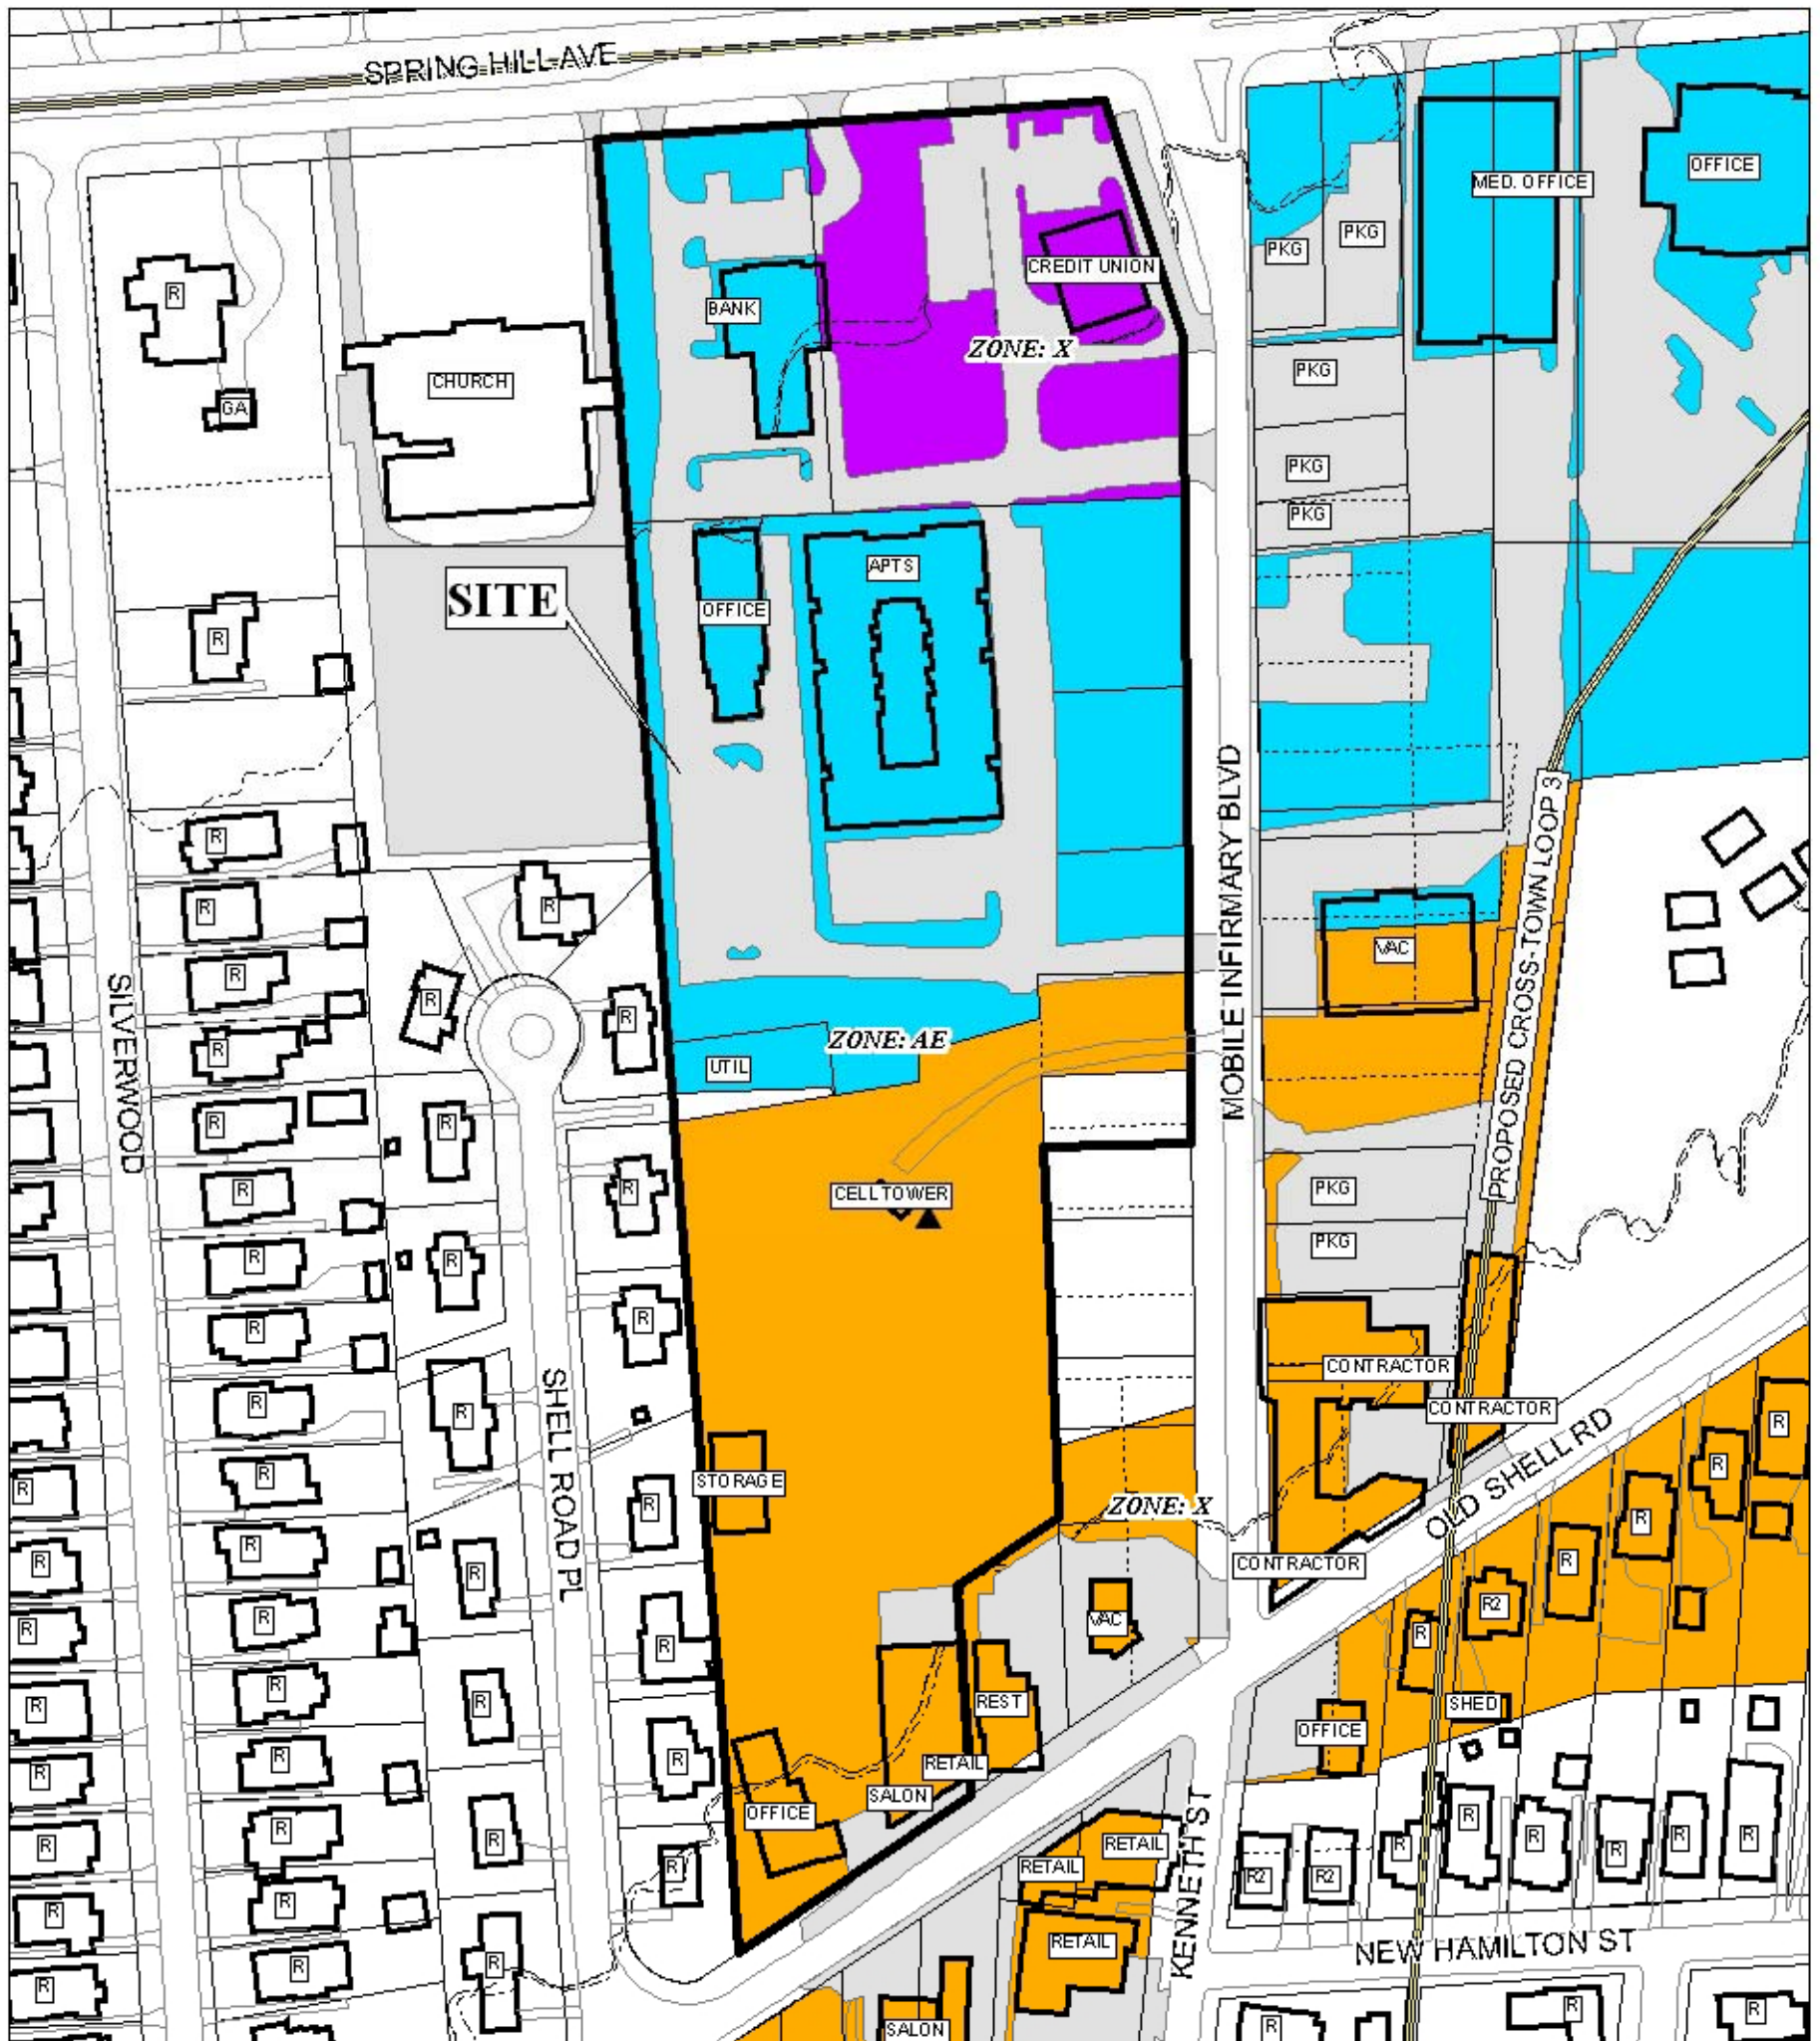 SPRING HILL AVE
MED. OFFICE
OFFICE
R
PKG
PKG
CREDIT UNION
BANK
ZONE: X
PKG
CHURCH
GA
PKG
PKG
APTS
SITE
OFFICE
R
MOBILE INFIRMARY BLVD
PROPOSED CROSS-TOWN LOOP 3
R
R
R
VAC
R
SILVERWOOD
R
R
R
ZONE: AE
UTIL
R
R
R
R
CELL TOWER
PKG
PKG
R
R
R
R
CONTRACTOR
SHELL ROAD PL
CONTRACTOR
R
R
R
OLD SHELL RD
R
R
STORAGE
R
R
ZONE: X
R
R
R
R
R
CONTRACTOR
R
R
R
R2
R
VAC
R
R
R
REST
SHED
R
R
OFFICE
R
R
R
RETAIL
SALON
OFFICE
KENNETH ST
R
R
R
R
RETAIL
RETAIL
R
R
R
R
R
R
R2
R2
R
R
RETAIL
NEW HAMILTON ST
R
R
R
R
R
SALON
R